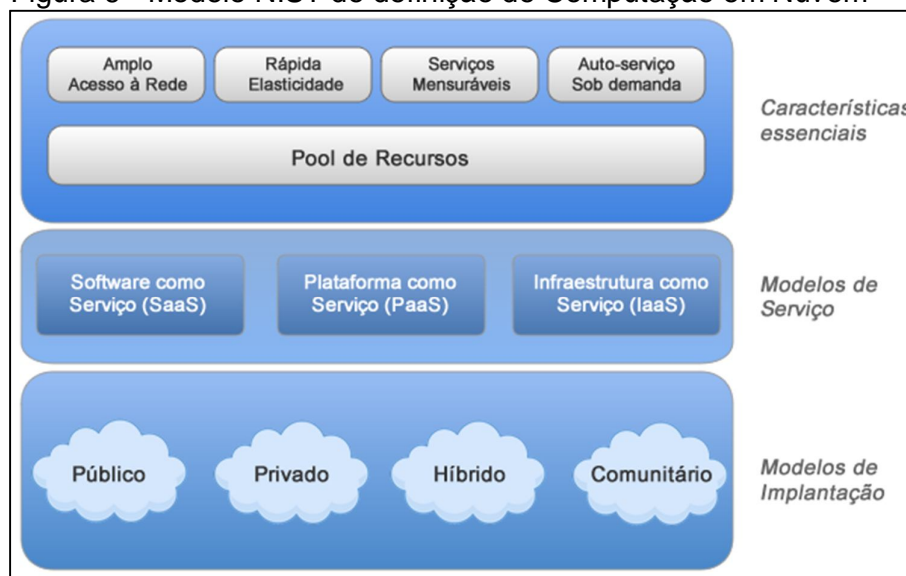 Amplo
Acesso à Rede
Rápida
Elasticidade
Serviços
Mensuráveis
Auto-serviço
Sob demanda
Pool de Recursos
Características
essenciais
Software como
Serviço (SaaS)
Plataforma como
Serviço (PaaS)
Infraestrutura como
Serviço (IaaS)
Modelos de
Serviço
Público
Privado
Híbrido
Comunitário
Modelos de
Implantação